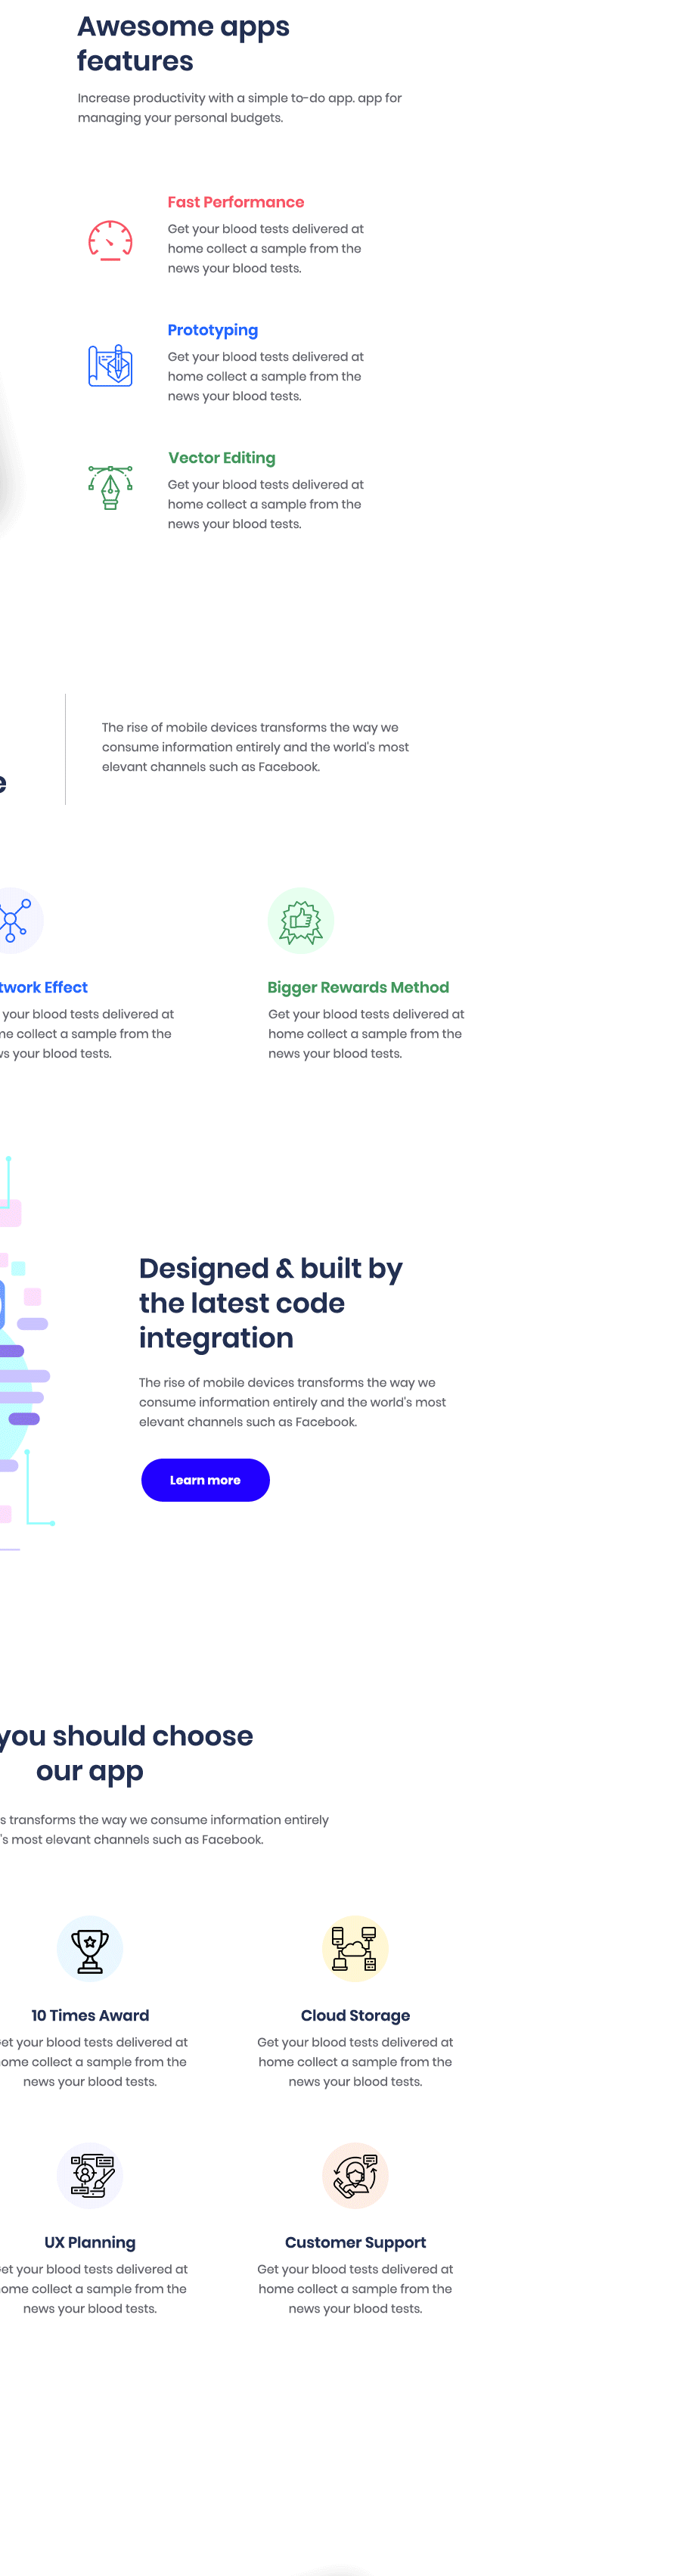 Awesome apps
features
Increase productivity with a simple to-do app. app for
managing your personal budgets.
Fast Performance
Get your blood tests delivered at
home collect a sample from the
news your blood tests.
Prototyping
Get your blood tests delivered at
home collect a sample from the
news your blood tests.
Vector Editing
Get your blood tests delivered at
home collect a sample from the
news your blood tests.
The rise of mobile devices transforms the way we
consume information entirely and the world's most
elevant channels such as Facebook.
Effect
your blood tests delivered at
collect a sample from the
your blood tests.
Bigger Rewards Method
Get your blood tests delivered at
home collect a sample from the
news your blood tests.
Designed & built by
the latest code
integration
The rise of mobile devices transforms the way we
consume information entirely and the world's most
elevant channels such as Facebook.
Learn more
you should choose
our app
transforms the way we consume information entirely
most elevant channels such as Facebook.
10 Times Award
your blood tests delivered at
collect a sample from the
news your blood tests.
Cloud Storage
Get your blood tests delivered at
home collect a sample from the
news your blood tests.
UX Planning
your blood tests delivered at
collect a sample from the
news your blood tests.
Customer Support
Get your blood tests delivered at
home collect a sample from the
news your blood tests.